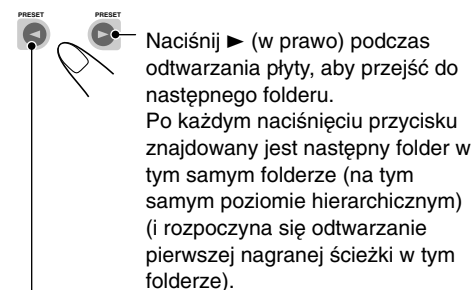 PRESET PRESET
Naciśnij ► (w prawo) podczas
odtwarzania płyty, aby przejść do
następnego folderu.
Po każdym naciśnięciu przycisku
znajdowany jest następny folder w
tym samym folderze (na tym
samym poziomie hierarchicznym)
(i rozpoczyna się odtwarzanie
pierwszej nagranej ścieżki w tym
folderze).